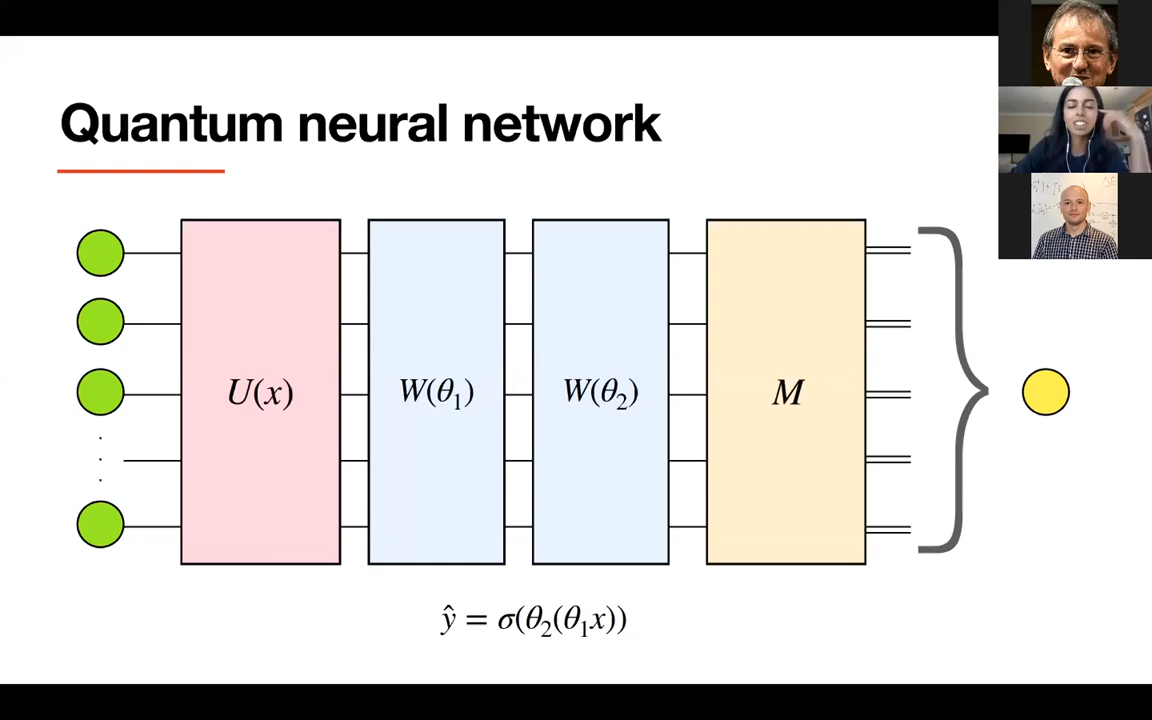 Quantum neural network
U(x)
W(θ₁)
W(θ₂)
M
ŷ = σ(θ₂(θ₁x))